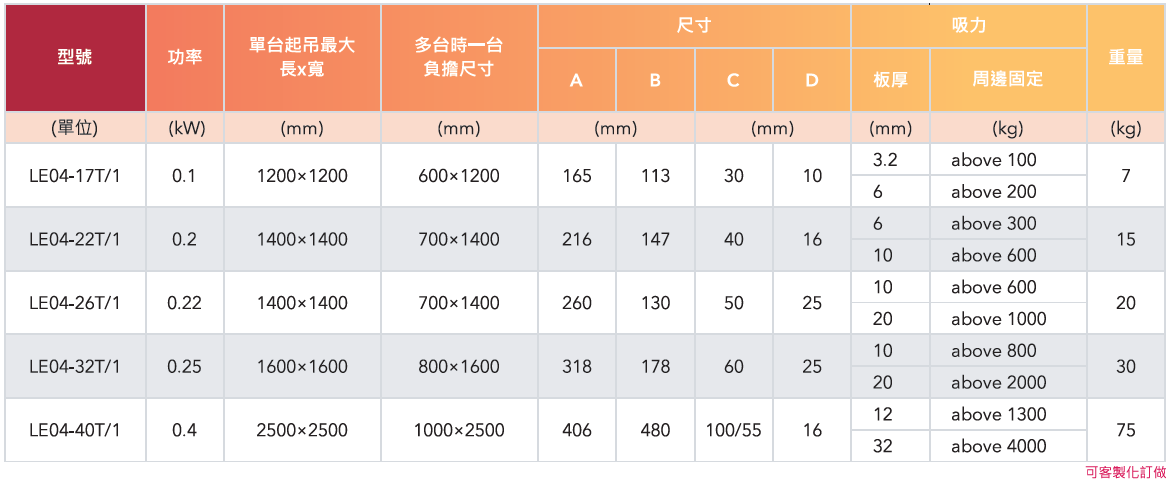 型號 功率 單台起吊最大 長x寬 多台時一台 負擔尺寸 尺寸 吸力 重量
A B C D 板厚 周邊固定
(單位) (kW) (mm) (mm) (mm) (mm) (mm) (kg) (kg)
LE04-17T/1 0.1 1200×1200 600×1200 165 113 30 10 3.2 above 100 7
6 above 200
LE04-22T/1 0.2 1400×1400 700×1400 216 147 40 16 6 above 300 15
10 above 600
LE04-26T/1 0.22 1400×1400 700×1400 260 130 50 25 10 above 600 20
20 above 1000
LE04-32T/1 0.25 1600×1600 800×1600 318 178 60 25 10 above 800 30
20 above 2000
LE04-40T/1 0.4 2500×2500 1000×2500 406 480 100/55 16 12 above 1300 75
32 above 4000
可客製化訂做